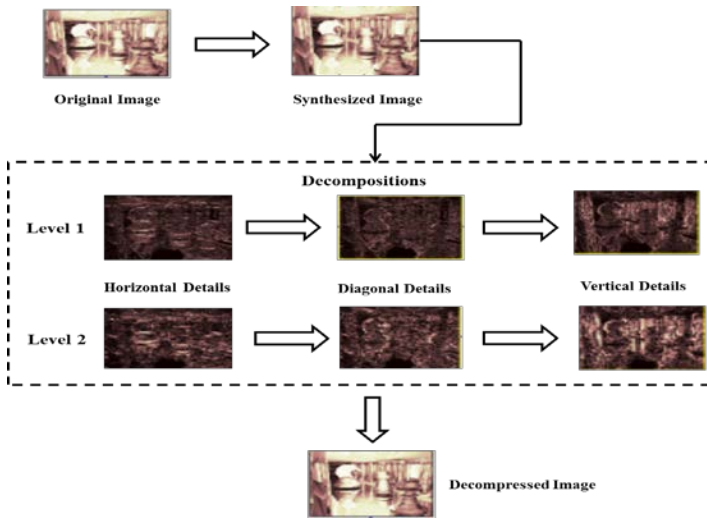 Original Image
Synthesized Image
Decompositions
Level 1
Horizontal Details
Diagonal Details
Vertical Details
Level 2
Decompressed Image